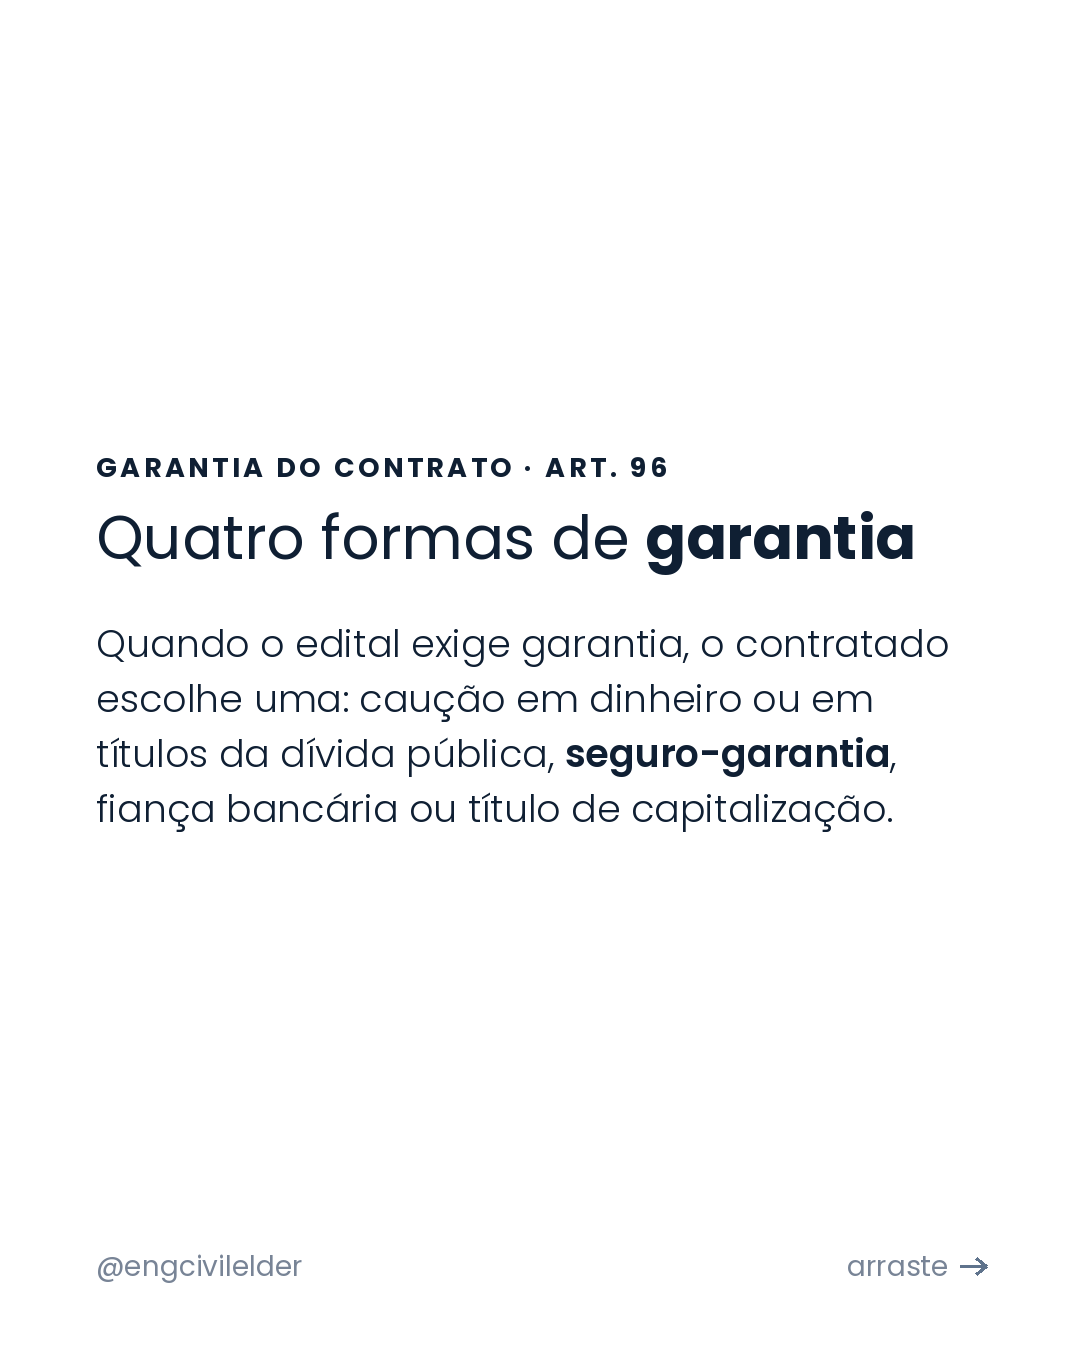 GARANTIA DO CONTRATO · ART. 96
Quatro formas de garantia
Quando o edital exige garantia, o contratado
escolhe uma: caução em dinheiro ou em
títulos da dívida pública, seguro-garantia,
fiança bancária ou título de capitalização.
@engcivilelder
arraste →